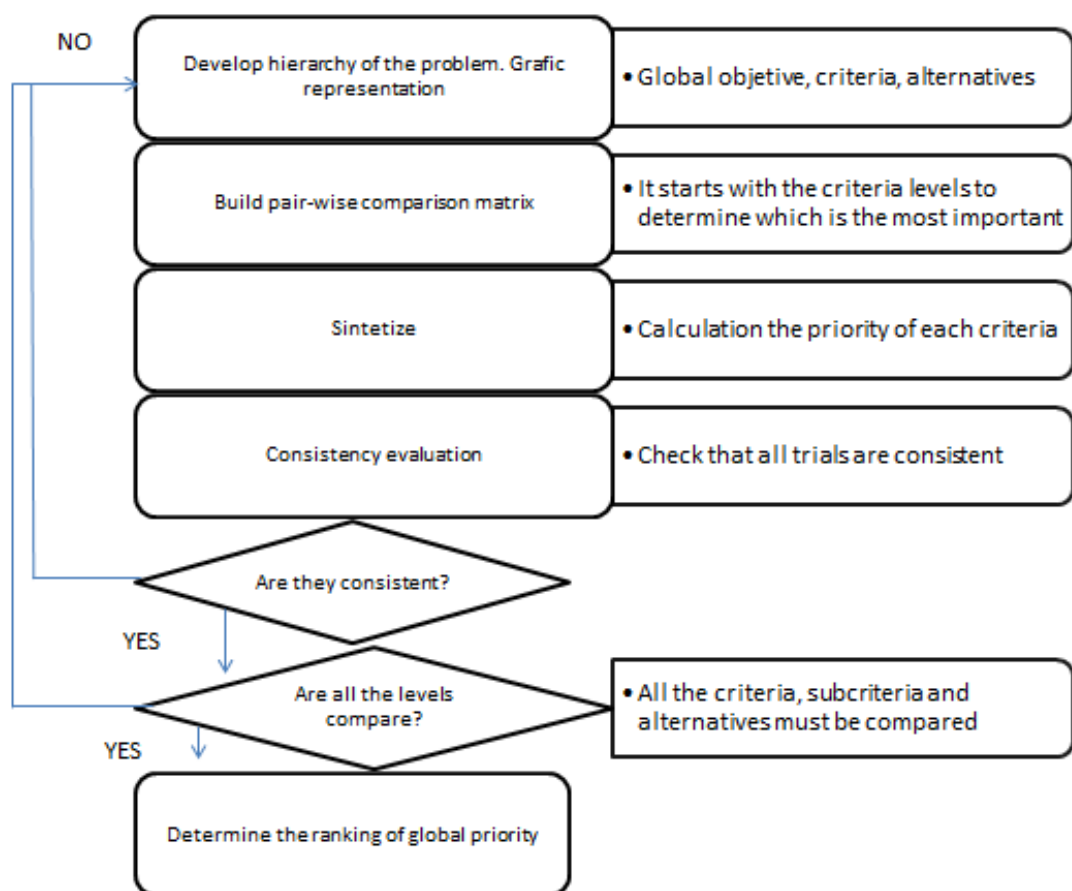 NO
Develop hierarchy of the problem. Grafic
representation
• Global objetive, criteria, alternatives
Build pair-wise comparison matrix
• It starts with the criteria levels to
determine which is the most important
Sintetize
• Calculation the priority of each criteria
Consistency evaluation
• Check that all trials are consistent
Are they consistent?
YES
Are all the levels
compare?
• All the criteria, subcriteria and
alternatives must be compared
YES
Determine the ranking of global priority